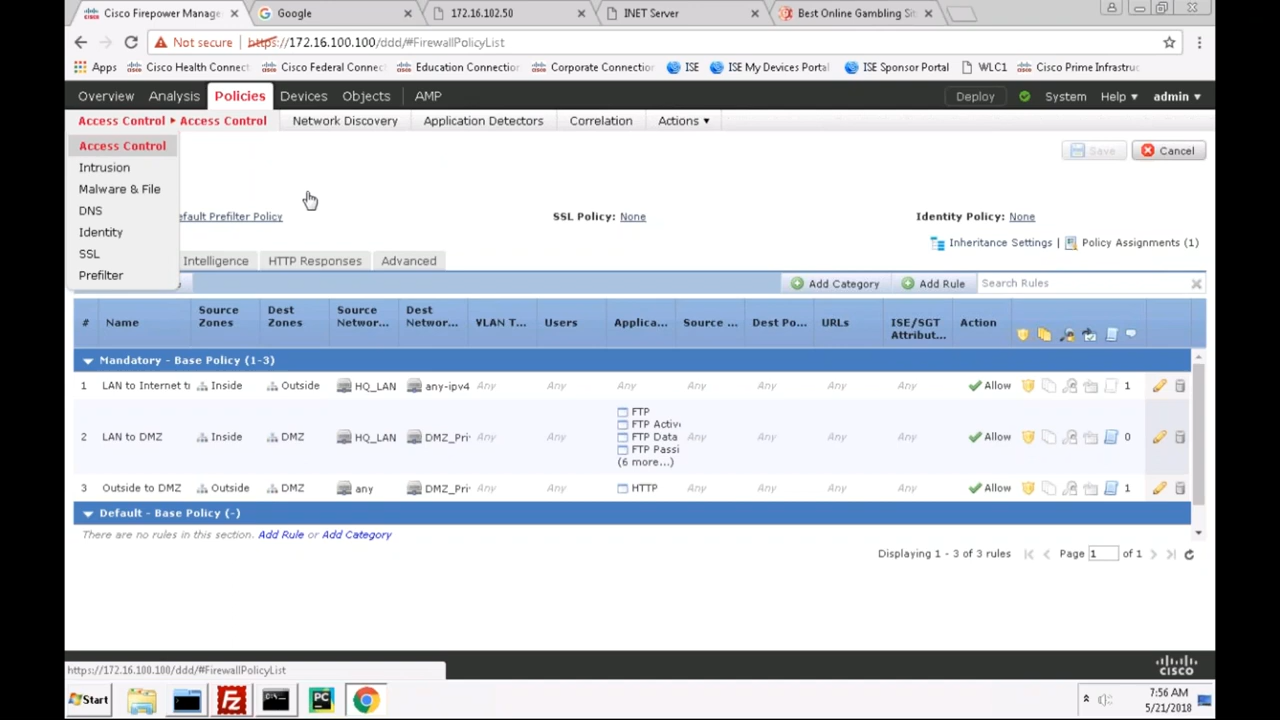 Cisco Firepower Manage
Google
172.16.102.50
INET Server
Best Online Gambling Sit
Not secure
https://172.16.100.100/ddd/#FirewallPolicyList
Apps
Cisco Health Connect
Cisco Federal Connec
Education Connection
Corporate Connection
ISE
ISE My Devices Portal
ISE Sponsor Portal
WLC1
Cisco Prime Infrastruc
Overview
Analysis
Policies
Devices
Objects
AMP
Deploy
System
Help
admin
Access Control
Access Control
Network Discovery
Application Detectors
Correlation
Actions
Access Control
Intrusion
Malware & File
DNS
Identity
SSL
Prefilter
Save
Cancel
efault Prefilter Policy
SSL Policy: None
Identity Policy: None
Inheritance Settings |
Policy Assignments (1)
Intelligence
HTTP Responses
Advanced
Add Category
Add Rule
Search Rules
# Name Source Zones Dest Zones Source Networ... Dest Networ... VLAN T... Users Applica... Source ... Dest Po... URLs ISE/SGT Attribut... Action
Mandatory - Base Policy (1-3)
1 LAN to Internet t Inside Outside HQ_LAN any-ipv4 Any Any Any Any Any Any Any Allow 1
2 LAN to DMZ Inside DMZ HQ_LAN DMZ_Pri Any Any
FTP
FTP Activ
FTP Data
FTP Passi
(6 more...)
Any Any Any Any Allow 0
3 Outside to DMZ Outside DMZ any DMZ_Pri Any Any HTTP Any Any Any Any Allow 1
Default - Base Policy (-)
There are no rules in this section. Add Rule or Add Category
Displaying 1 - 3 of 3 rules
Page 1 of 1
https://172.16.100.100/ddd/#FirewallPolicyList
CISCO
Start
Fz
PC
7:56 AM
5/21/2018